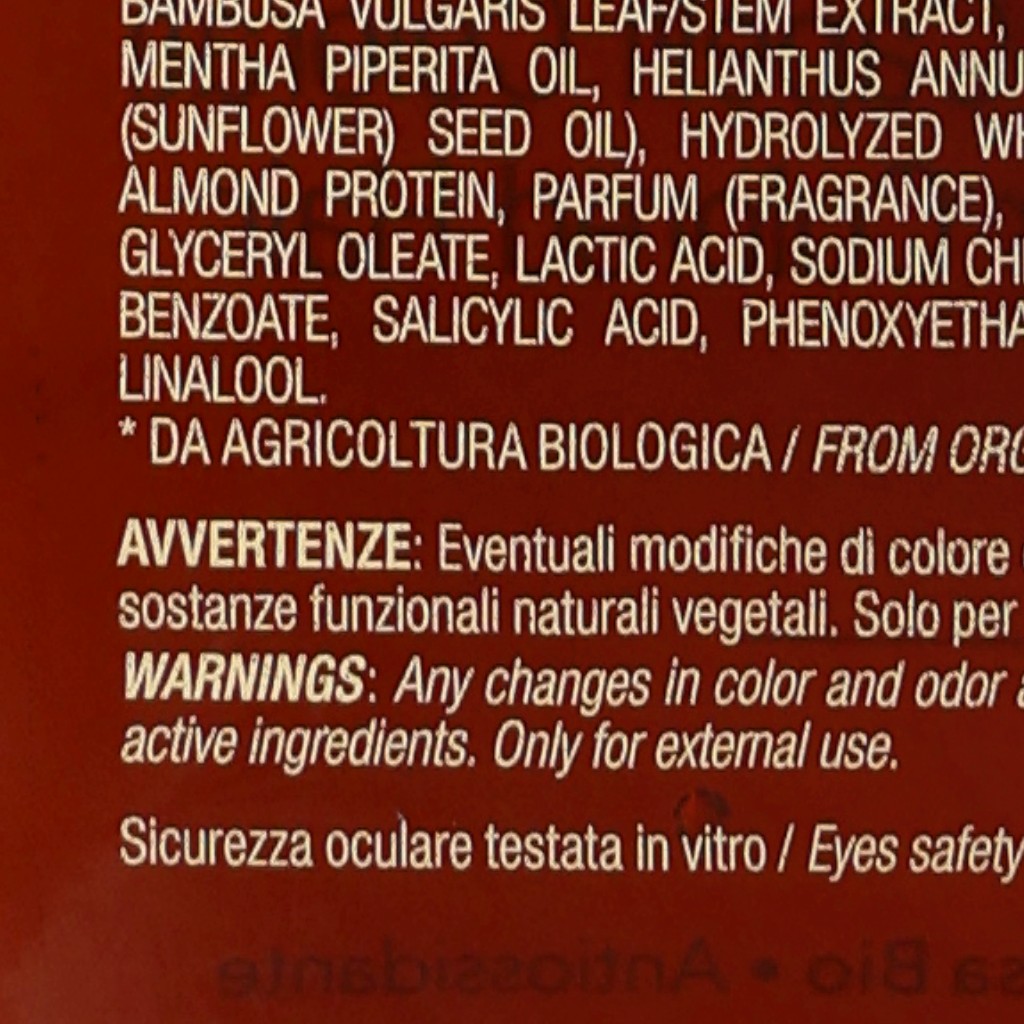 BAMBUSA VULGARIS LEAF/STEM EXTRACT,
MENTHA PIPERITA OIL, HELIANTHUS ANNU
(SUNFLOWER) SEED OIL), HYDROLYZED WH
ALMOND PROTEIN, PARFUM (FRAGRANCE),
GLYCERYL OLEATE, LACTIC ACID, SODIUM CH
BENZOATE, SALICYLIC ACID, PHENOXYETHA
LINALOOL.
* DA AGRICOLTURA BIOLOGICA / FROM ORG
AVVERTENZE: Eventuali modifiche di colore
sostanze funzionali naturali vegetali. Solo per
WARNINGS: Any changes in color and odor a
active ingredients. Only for external use.
Sicurezza oculare testata in vitro / Eyes safety
sa Bio • Antiossidante